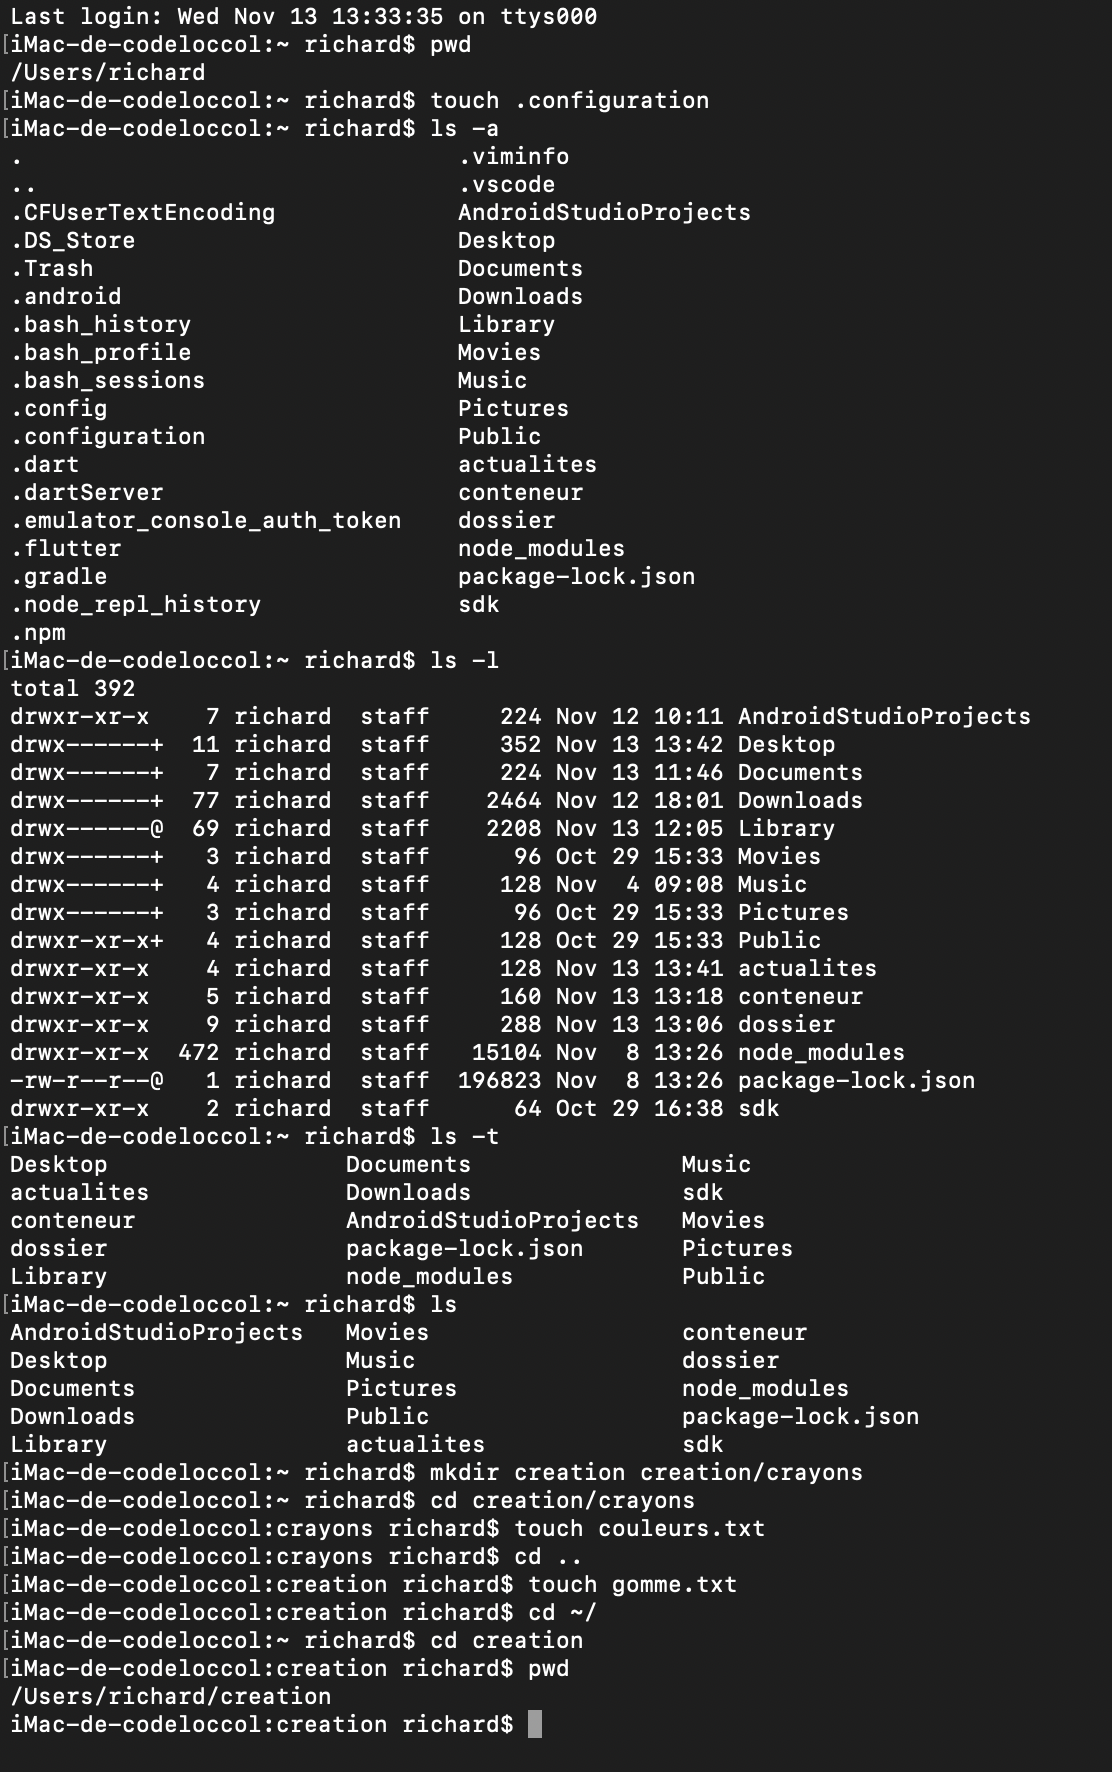 Last login: Wed Nov 13 13:33:35 on ttys000
[iMac-de-codeloccol:~ richard$ pwd
/Users/richard
[iMac-de-codeloccol:~ richard$ touch .configuration
[iMac-de-codeloccol:~ richard$ ls -a
. .viminfo
.. .vscode
.CFUserTextEncoding AndroidStudioProjects
.DS_Store Desktop
.Trash Documents
.android Downloads
.bash_history Library
.bash_profile Movies
.bash_sessions Music
.config Pictures
.configuration Public
.dart actualites
.dartServer conteneur
.emulator_console_auth_token dossier
.flutter node_modules
.gradle package-lock.json
.node_repl_history sdk
.npm
[iMac-de-codeloccol:~ richard$ ls -l
total 392
drwxr-xr-x 7 richard staff 224 Nov 12 10:11 AndroidStudioProjects
drwx------+ 11 richard staff 352 Nov 13 13:42 Desktop
drwx------+ 7 richard staff 224 Nov 13 11:46 Documents
drwx------+ 77 richard staff 2464 Nov 12 18:01 Downloads
drwx------@ 69 richard staff 2208 Nov 13 12:05 Library
drwx------+ 3 richard staff 96 Oct 29 15:33 Movies
drwx------+ 4 richard staff 128 Nov 4 09:08 Music
drwx------+ 3 richard staff 96 Oct 29 15:33 Pictures
drwxr-xr-x+ 4 richard staff 128 Oct 29 15:33 Public
drwxr-xr-x 4 richard staff 128 Nov 13 13:41 actualites
drwxr-xr-x 5 richard staff 160 Nov 13 13:18 conteneur
drwxr-xr-x 9 richard staff 288 Nov 13 13:06 dossier
drwxr-xr-x 472 richard staff 15104 Nov 8 13:26 node_modules
-rw-r--r--@ 1 richard staff 196823 Nov 8 13:26 package-lock.json
drwxr-xr-x 2 richard staff 64 Oct 29 16:38 sdk
[iMac-de-codeloccol:~ richard$ ls -t
Desktop Documents Music
actualites Downloads sdk
conteneur AndroidStudioProjects Movies
dossier package-lock.json Pictures
Library node_modules Public
[iMac-de-codeloccol:~ richard$ ls
AndroidStudioProjects Movies conteneur
Desktop Music dossier
Documents Pictures node_modules
Downloads Public package-lock.json
Library actualites sdk
[iMac-de-codeloccol:~ richard$ mkdir creation creation/crayons
[iMac-de-codeloccol:~ richard$ cd creation/crayons
[iMac-de-codeloccol:crayons richard$ touch couleurs.txt
[iMac-de-codeloccol:crayons richard$ cd ..
[iMac-de-codeloccol:creation richard$ touch gomme.txt
[iMac-de-codeloccol:creation richard$ cd ~/
[iMac-de-codeloccol:~ richard$ cd creation
[iMac-de-codeloccol:creation richard$ pwd
/Users/richard/creation
iMac-de-codeloccol:creation richard$